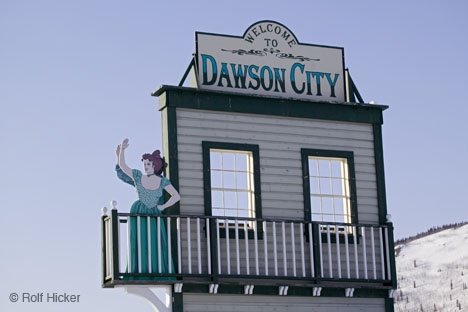 WELCOME
TO
DAWSON CITY
© Rolf Hicker